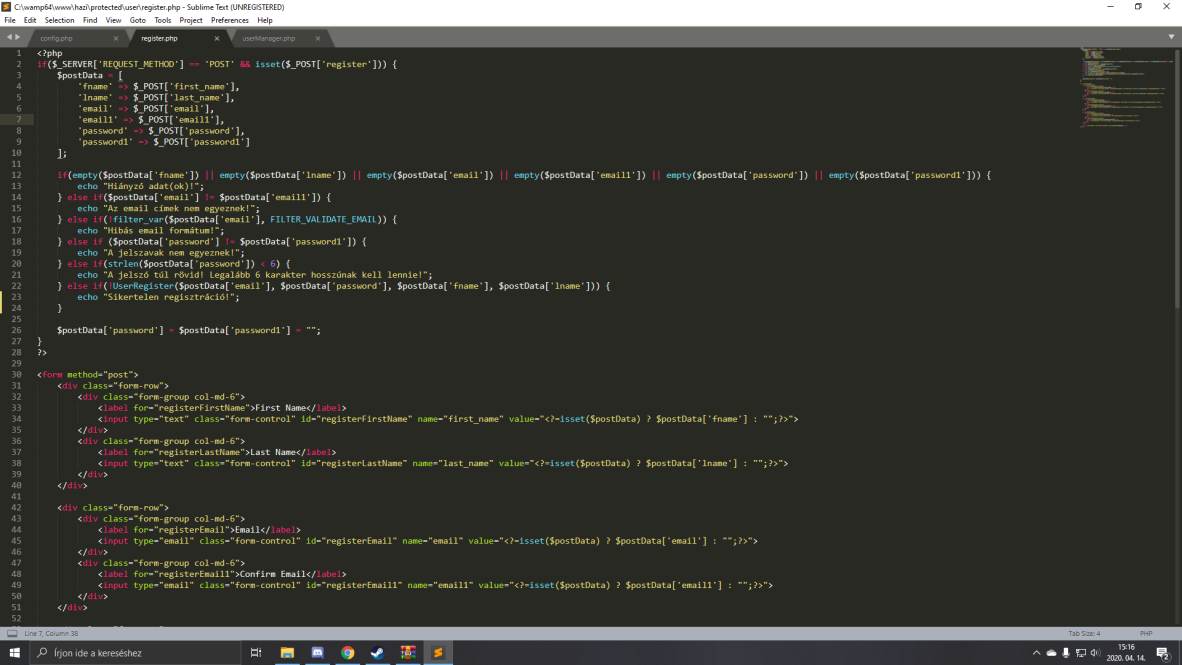 C:\wamp64\www\hazi\protected\user\register.php - Sublime Text (UNREGISTERED)
File Edit Selection Find View Goto Tools Project Preferences Help
config.php × register.php × userManager.php ×
1 <?php
2 if($_SERVER['REQUEST_METHOD'] == 'POST' && isset($_POST['register'])) {
3 $postData = [
4 'fname' => $_POST['first_name'],
5 'lname' => $_POST['last_name'],
6 'email' => $_POST['email'],
7 'email1' => $_POST['email1'],
8 'password' => $_POST['password'],
9 'password1' => $_POST['password1']
10 ];
11
12 if(empty($postData['fname']) || empty($postData['lname']) || empty($postData['email']) || empty($postData['email1']) || empty($postData['password']) || empty($postData['password1'])) {
13 echo "Hiányzó adat(ok)!";
14 } else if($postData['email'] != $postData['email1']) {
15 echo "Az email címek nem egyeznek!";
16 } else if(!filter_var($postData['email'], FILTER_VALIDATE_EMAIL)) {
17 echo "Hibás email formátum!";
18 } else if ($postData['password'] != $postData['password1']) {
19 echo "A jelszavak nem egyeznek!";
20 } else if(strlen($postData['password']) < 6) {
21 echo "A jelszó túl rövid! Legalább 6 karakter hosszúnak kell lennie!";
22 } else if(!UserRegister($postData['email'], $postData['password'], $postData['fname'], $postData['lname'])) {
23 echo "Sikertelen regisztráció!";
24 }
25
26 $postData['password'] = $postData['password1'] = "";
27 }
28 ?>
29
30 <form method="post">
31 <div class="form-row">
32 <div class="form-group col-md-6">
33 <label for="registerFirstName">First Name</label>
34 <input type="text" class="form-control" id="registerFirstName" name="first_name" value="<?=isset($postData) ? $postData['fname'] : "";?>">
35 </div>
36 <div class="form-group col-md-6">
37 <label for="registerLastName">Last Name</label>
38 <input type="text" class="form-control" id="registerLastName" name="last_name" value="<?=isset($postData) ? $postData['lname'] : "";?>">
39 </div>
40 </div>
41
42 <div class="form-row">
43 <div class="form-group col-md-6">
44 <label for="registerEmail">Email</label>
45 <input type="email" class="form-control" id="registerEmail" name="email" value="<?=isset($postData) ? $postData['email'] : "";?>">
46 </div>
47 <div class="form-group col-md-6">
48 <label for="registerEmail1">Confirm Email</label>
49 <input type="email" class="form-control" id="registerEmail1" name="email1" value="<?=isset($postData) ? $postData['email1'] : "";?>">
50 </div>
51 </div>
52
Line 7, Column 38 Tab Size: 4 PHP
Írjon ide a kereséshez 15:16
2020. 04. 14. 2